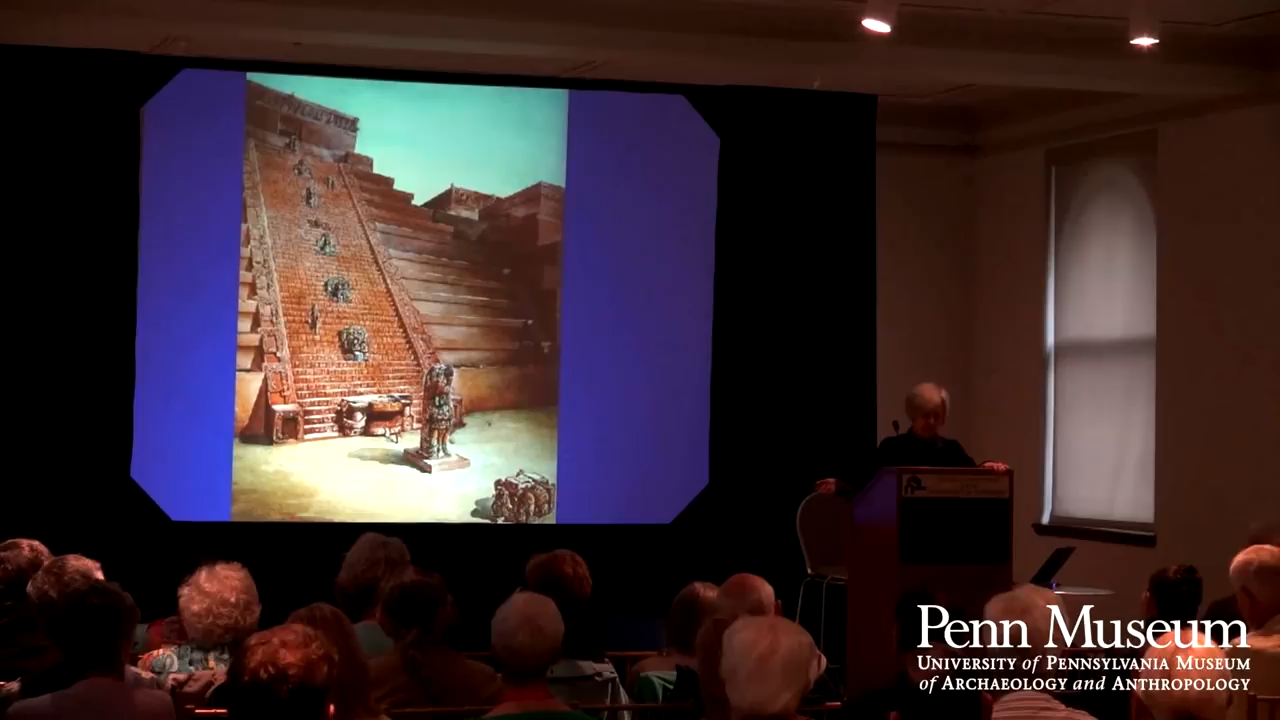 Penn Museum
University of Pennsylvania Museum
of Archaeology and Anthropology